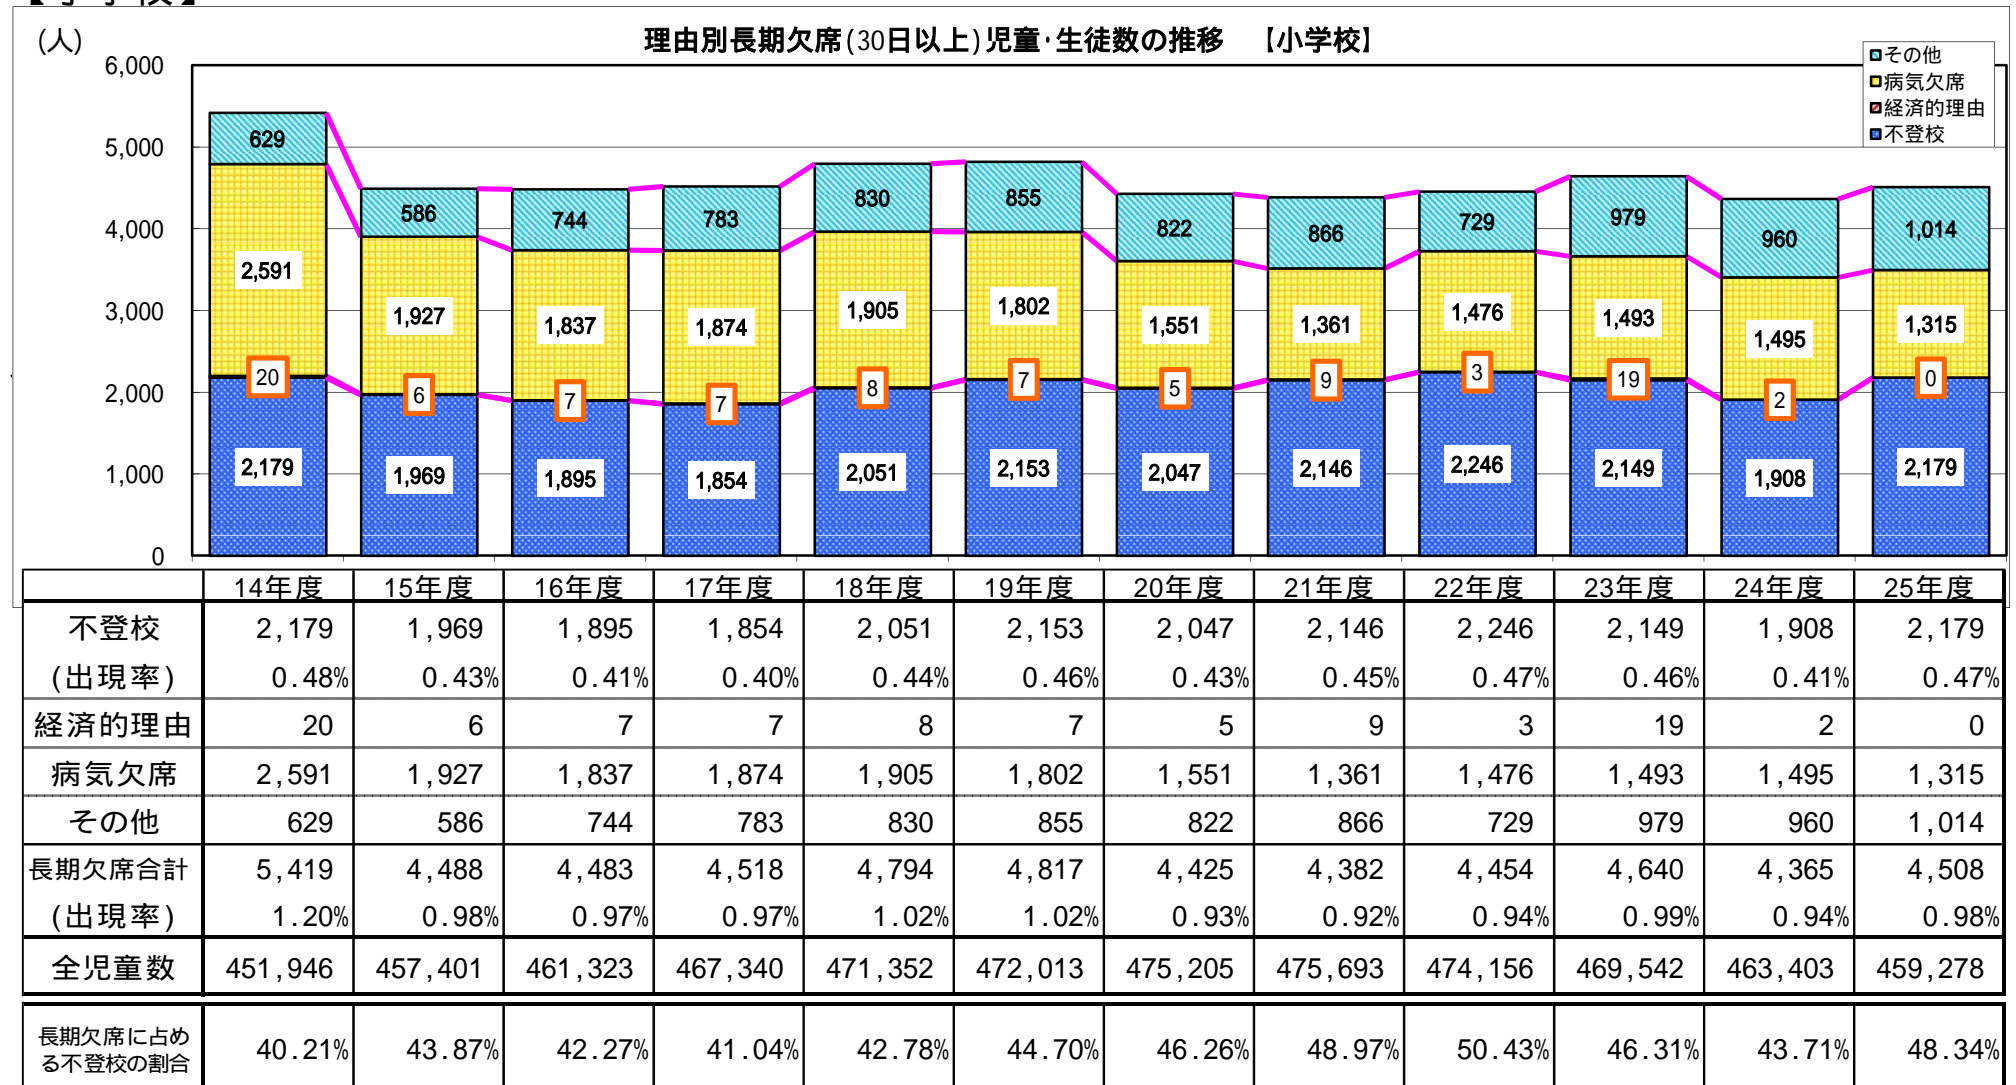 【小学校】
(人) 理由別長期欠席(30日以上)児童・生徒数の推移 【小学校】
その他
病気欠席
経済的理由
不登校
6,000
5,000
4,000
3,000
2,000
1,000
0
629 586 744 783 830 855 822 866 729 979 960 1,014
2,591 1,927 1,837 1,874 1,905 1,802 1,551 1,361 1,476 1,493 1,495 1,315
20 6 7 7 8 7 5 9 3 19 2 0
2,179 1,969 1,895 1,854 2,051 2,153 2,047 2,146 2,246 2,149 1,908 2,179
14年度 15年度 16年度 17年度 18年度 19年度 20年度 21年度 22年度 23年度 24年度 25年度
不登校 2,179 1,969 1,895 1,854 2,051 2,153 2,047 2,146 2,246 2,149 1,908 2,179
(出現率) 0.48% 0.43% 0.41% 0.40% 0.44% 0.46% 0.43% 0.45% 0.47% 0.46% 0.41% 0.47%
経済的理由 20 6 7 7 8 7 5 9 3 19 2 0
病気欠席 2,591 1,927 1,837 1,874 1,905 1,802 1,551 1,361 1,476 1,493 1,495 1,315
その他 629 586 744 783 830 855 822 866 729 979 960 1,014
長期欠席合計 5,419 4,488 4,483 4,518 4,794 4,817 4,425 4,382 4,454 4,640 4,365 4,508
(出現率) 1.20% 0.98% 0.97% 0.97% 1.02% 1.02% 0.93% 0.92% 0.94% 0.99% 0.94% 0.98%
全児童数 451,946 457,401 461,323 467,340 471,352 472,013 475,205 475,693 474,156 469,542 463,403 459,278
長期欠席に占め
る不登校の割合 40.21% 43.87% 42.27% 41.04% 42.78% 44.70% 46.26% 48.97% 50.43% 46.31% 43.71% 48.34%